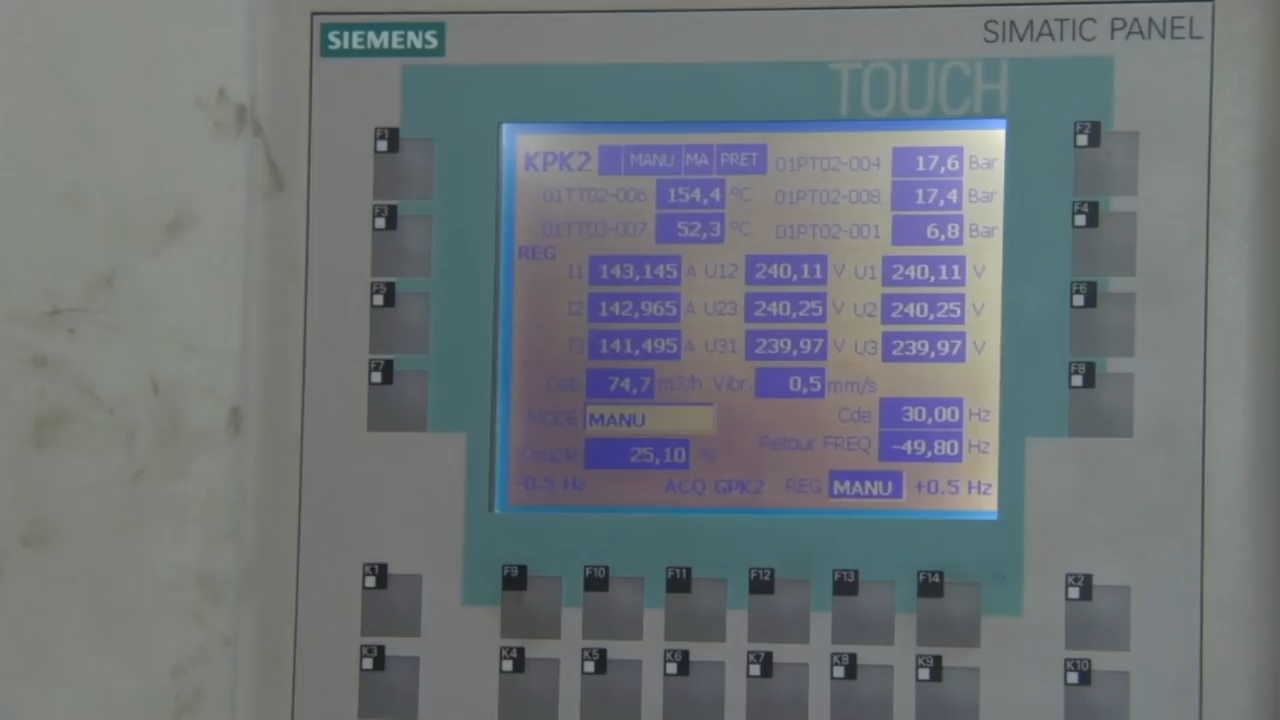 SIEMENS SIMATIC PANEL
TOUCH
F1 F2
KPK2 MANU MA PRET 01PT02-004 17,6 Bar
01TT02-006 154,4 °C 01PT02-008 17,4 Bar
F3 F4
01TT03-007 52,3 °C 01PT02-001 6,8 Bar
REG
I1 143,145 A U12 240,11 V U1 240,11 V
F5 F6
I2 142,965 A U23 240,25 V U2 240,25 V
I3 141,495 A U31 239,97 V U3 239,97 V
F7 F8
Deb 74,7 m3/h Vibr. 0,5 mm/s
MODE MANU Cde 30,00 Hz
Couple 25,10 % Retour FREQ -49,80 Hz
-0.5 Hz ACQ GPK2 REG MANU +0.5 Hz
K1 F9 F10 F11 F12 F13 F14 K2
K3 K4 K5 K6 K7 K8 K9 K10